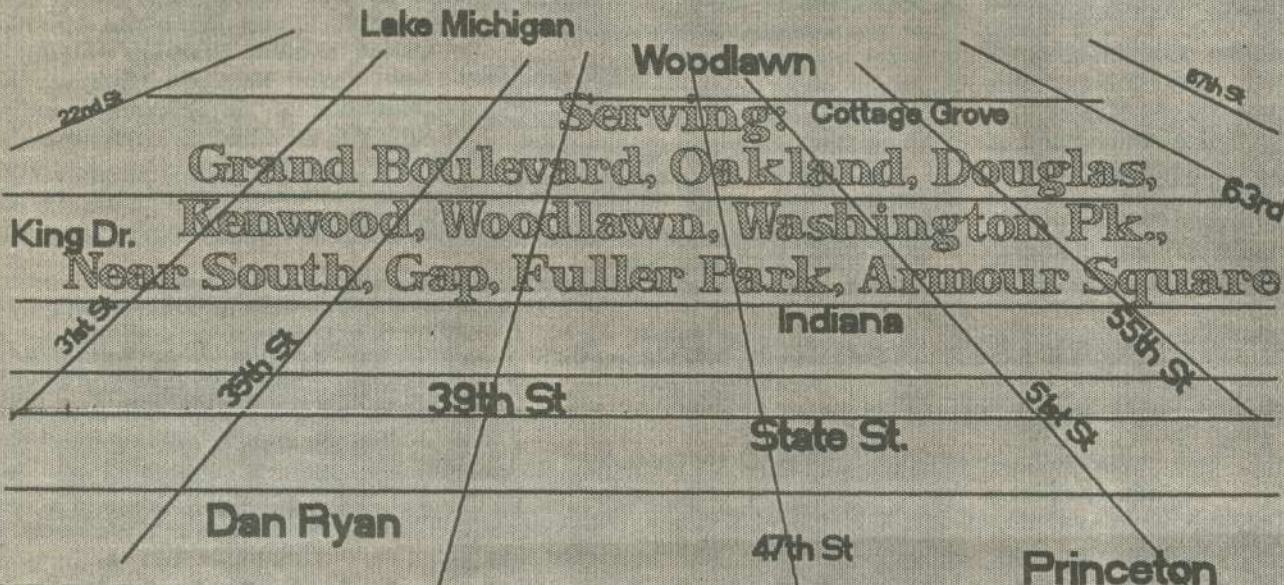 Lake Michigan
Woodlawn
22nd St
67th St
Serving:
Cottage Grove
Grand Boulevard, Oakland, Douglas,
63rd
King Dr.
Kenwood, Woodlawn, Washington Pk.,
Near South, Gap, Fuller Park, Armour Square
31st St
Indiana
55th St
35th St
39th St
51st St
State St.
Dan Ryan
47th St
Princeton